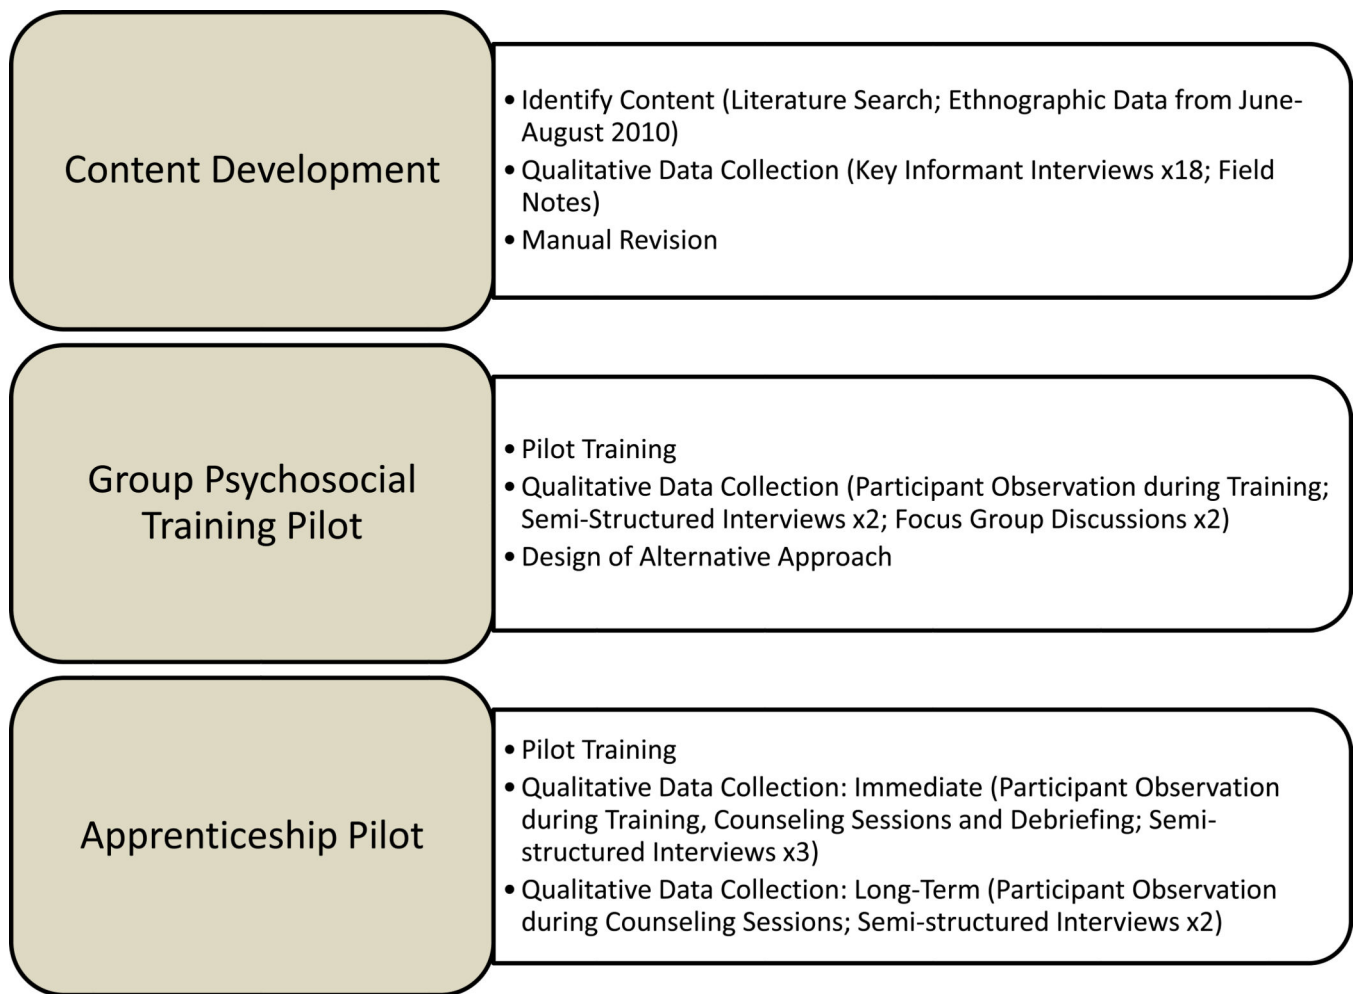 Content Development
• Identify Content (Literature Search; Ethnographic Data from June-
August 2010)
• Qualitative Data Collection (Key Informant Interviews x18; Field
Notes)
• Manual Revision
Group Psychosocial
Training Pilot
• Pilot Training
• Qualitative Data Collection (Participant Observation during Training;
Semi-Structured Interviews x2; Focus Group Discussions x2)
• Design of Alternative Approach
Apprenticeship Pilot
• Pilot Training
• Qualitative Data Collection: Immediate (Participant Observation
during Training, Counseling Sessions and Debriefing; Semi-
structured Interviews x3)
• Qualitative Data Collection: Long-Term (Participant Observation
during Counseling Sessions; Semi-structured Interviews x2)